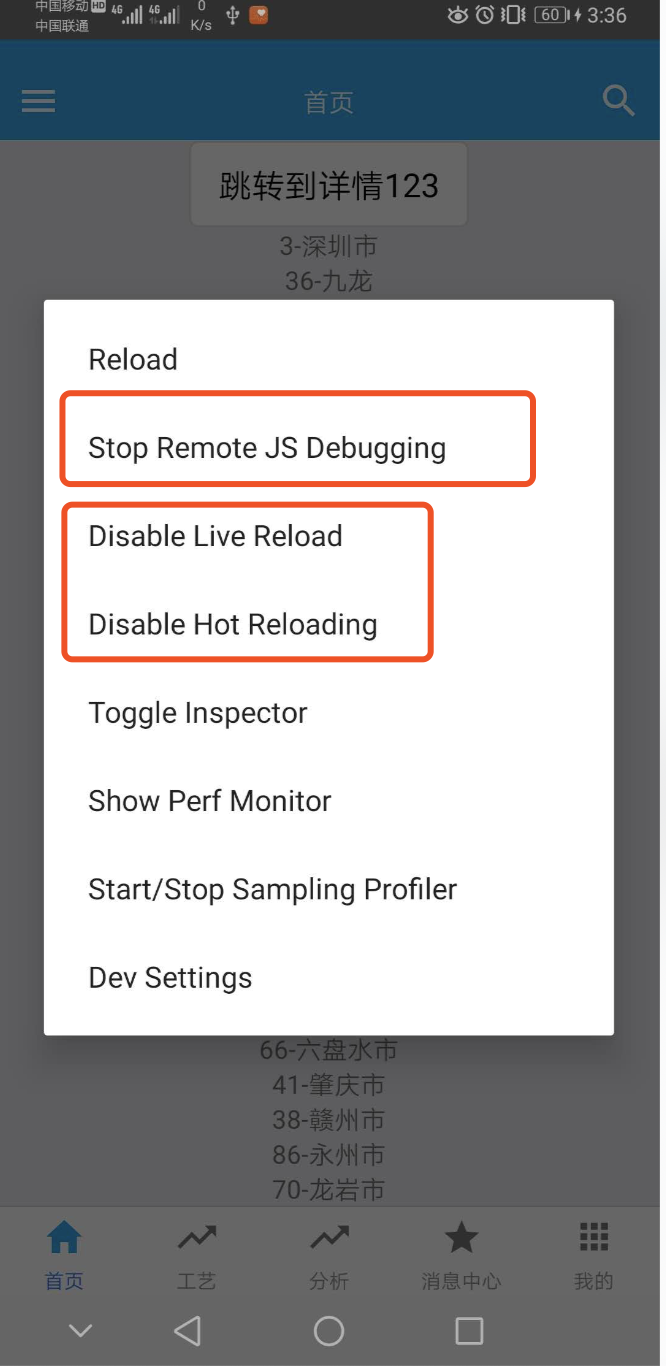 中国移动 HD 4G 4G 0 60 3:36
中国联通 K/s
首页
跳转到详情123
3-深圳市
36-九龙
Reload
Stop Remote JS Debugging
Disable Live Reload
Disable Hot Reloading
Toggle Inspector
Show Perf Monitor
Start/Stop Sampling Profiler
Dev Settings
66-六盘水市
41-肇庆市
38-赣州市
86-永州市
70-龙岩市
首页 工艺 分析 消息中心 我的